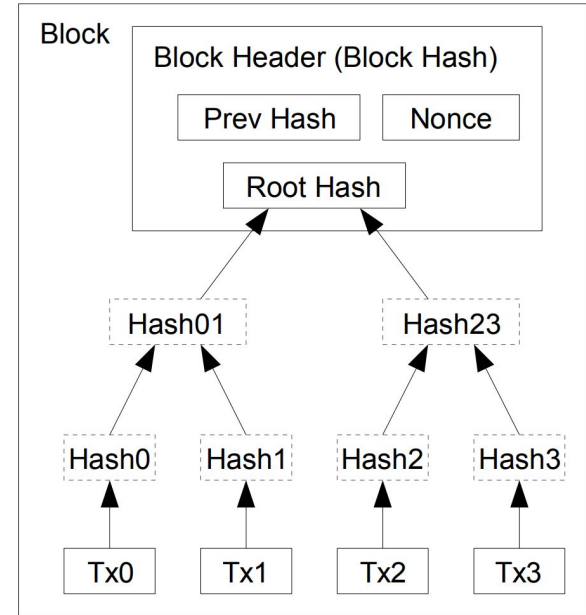 Block
Block Header (Block Hash)
Prev Hash Nonce
Root Hash
Hash01 Hash23
Hash0 Hash1 Hash2 Hash3
Tx0 Tx1 Tx2 Tx3